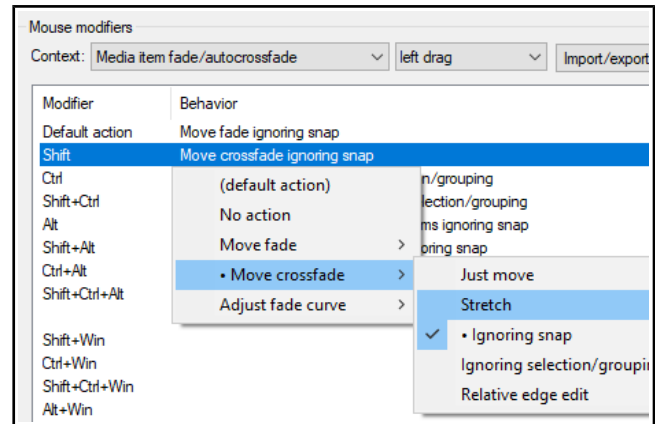 Mouse modifiers
Context: Media item fade/autocrossfade left drag Import/export
Modifier Behavior
Default action Move fade ignoring snap
Shift Move crossfade ignoring snap
Ctrl n/grouping
Shift+Ctrl lection/grouping
Alt ms ignoring snap
Shift+Alt oring snap
Ctrl+Alt
Shift+Ctrl+Alt
Shift+Win
Ctrl+Win
Shift+Ctrl+Win
Alt+Win
(default action)
No action
Move fade >
• Move crossfade >
Adjust fade curve >
Just move
Stretch
✓ • Ignoring snap
Ignoring selection/groupi
Relative edge edit